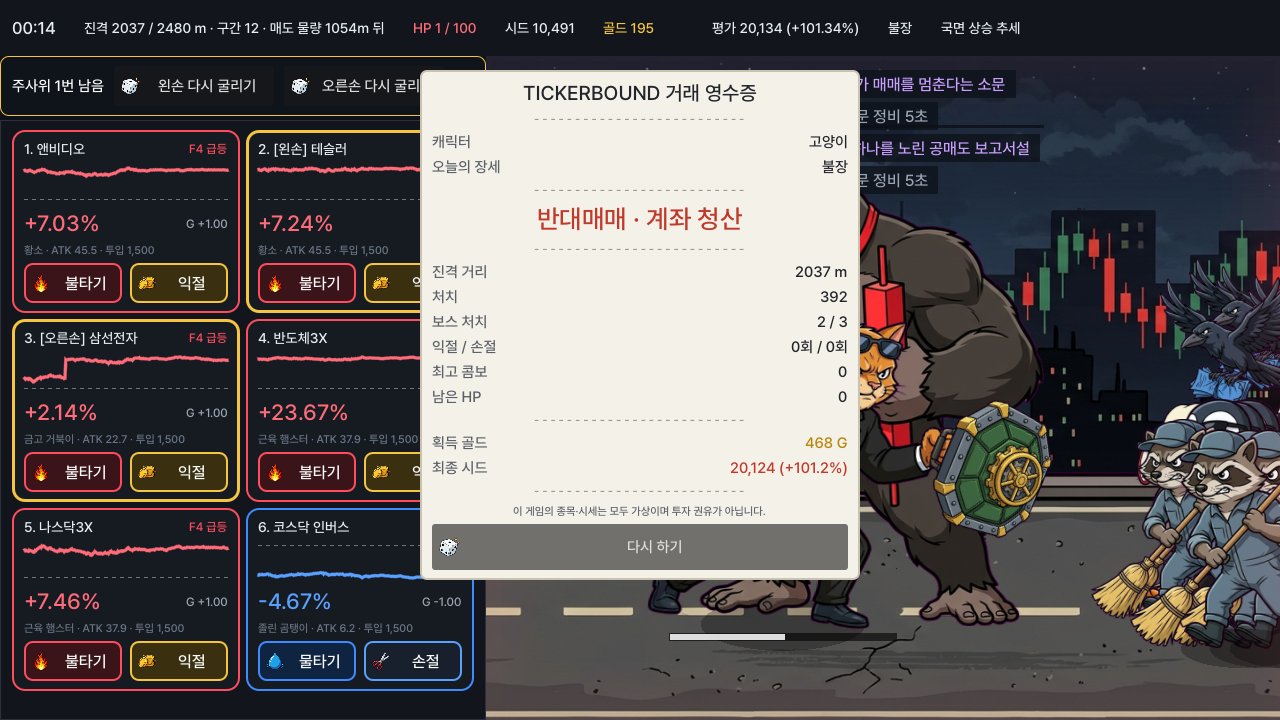 00:14 진격 2037 / 2480 m · 구간 12 · 매도 물량 1054m 뒤 HP 1 / 100 시드 10,491 골드 195 평가 20,134 (+101.34%) 불장 국면 상승 추세
주사위 1번 남음 왼손 다시 굴리기 오른손 다시 굴리
1. 앤비디오 F4 급등
+7.03% G +1.00
황소 · ATK 45.5 · 투입 1,500
불타기 익절
2. [왼손] 테슬러
+7.24%
황소 · ATK 45.5 · 투입 1,500
불타기
3. [오른손] 삼선전자 F4 급등
+2.14% G +1.00
금고 거북이 · ATK 22.7 · 투입 1,500
불타기 익절
4. 반도체3X
+23.67%
근육 햄스터 · ATK 37.9 · 투입 1,500
불타기
5. 나스닥3X F4 급등
+7.46% G +1.00
근육 햄스터 · ATK 37.9 · 투입 1,500
불타기 익절
6. 코스닥 인버스
-4.67% G -1.00
졸린 곰탱이 · ATK 6.2 · 투입 1,500
물타기 손절
TICKERBOUND 거래 영수증
캐릭터 고양이
오늘의 장세 불장
반대매매 · 계좌 청산
진격 거리 2037 m
처치 392
보스 처치 2 / 3
익절 / 손절 0회 / 0회
최고 콤보 0
남은 HP 0
획득 골드 468 G
최종 시드 20,124 (+101.2%)
이 게임의 종목·시세는 모두 가상이며 투자 권유가 아닙니다.
다시 하기
매매를 멈춘다는 소문
정비 5초
노린 공매도 보고서설
정비 5초